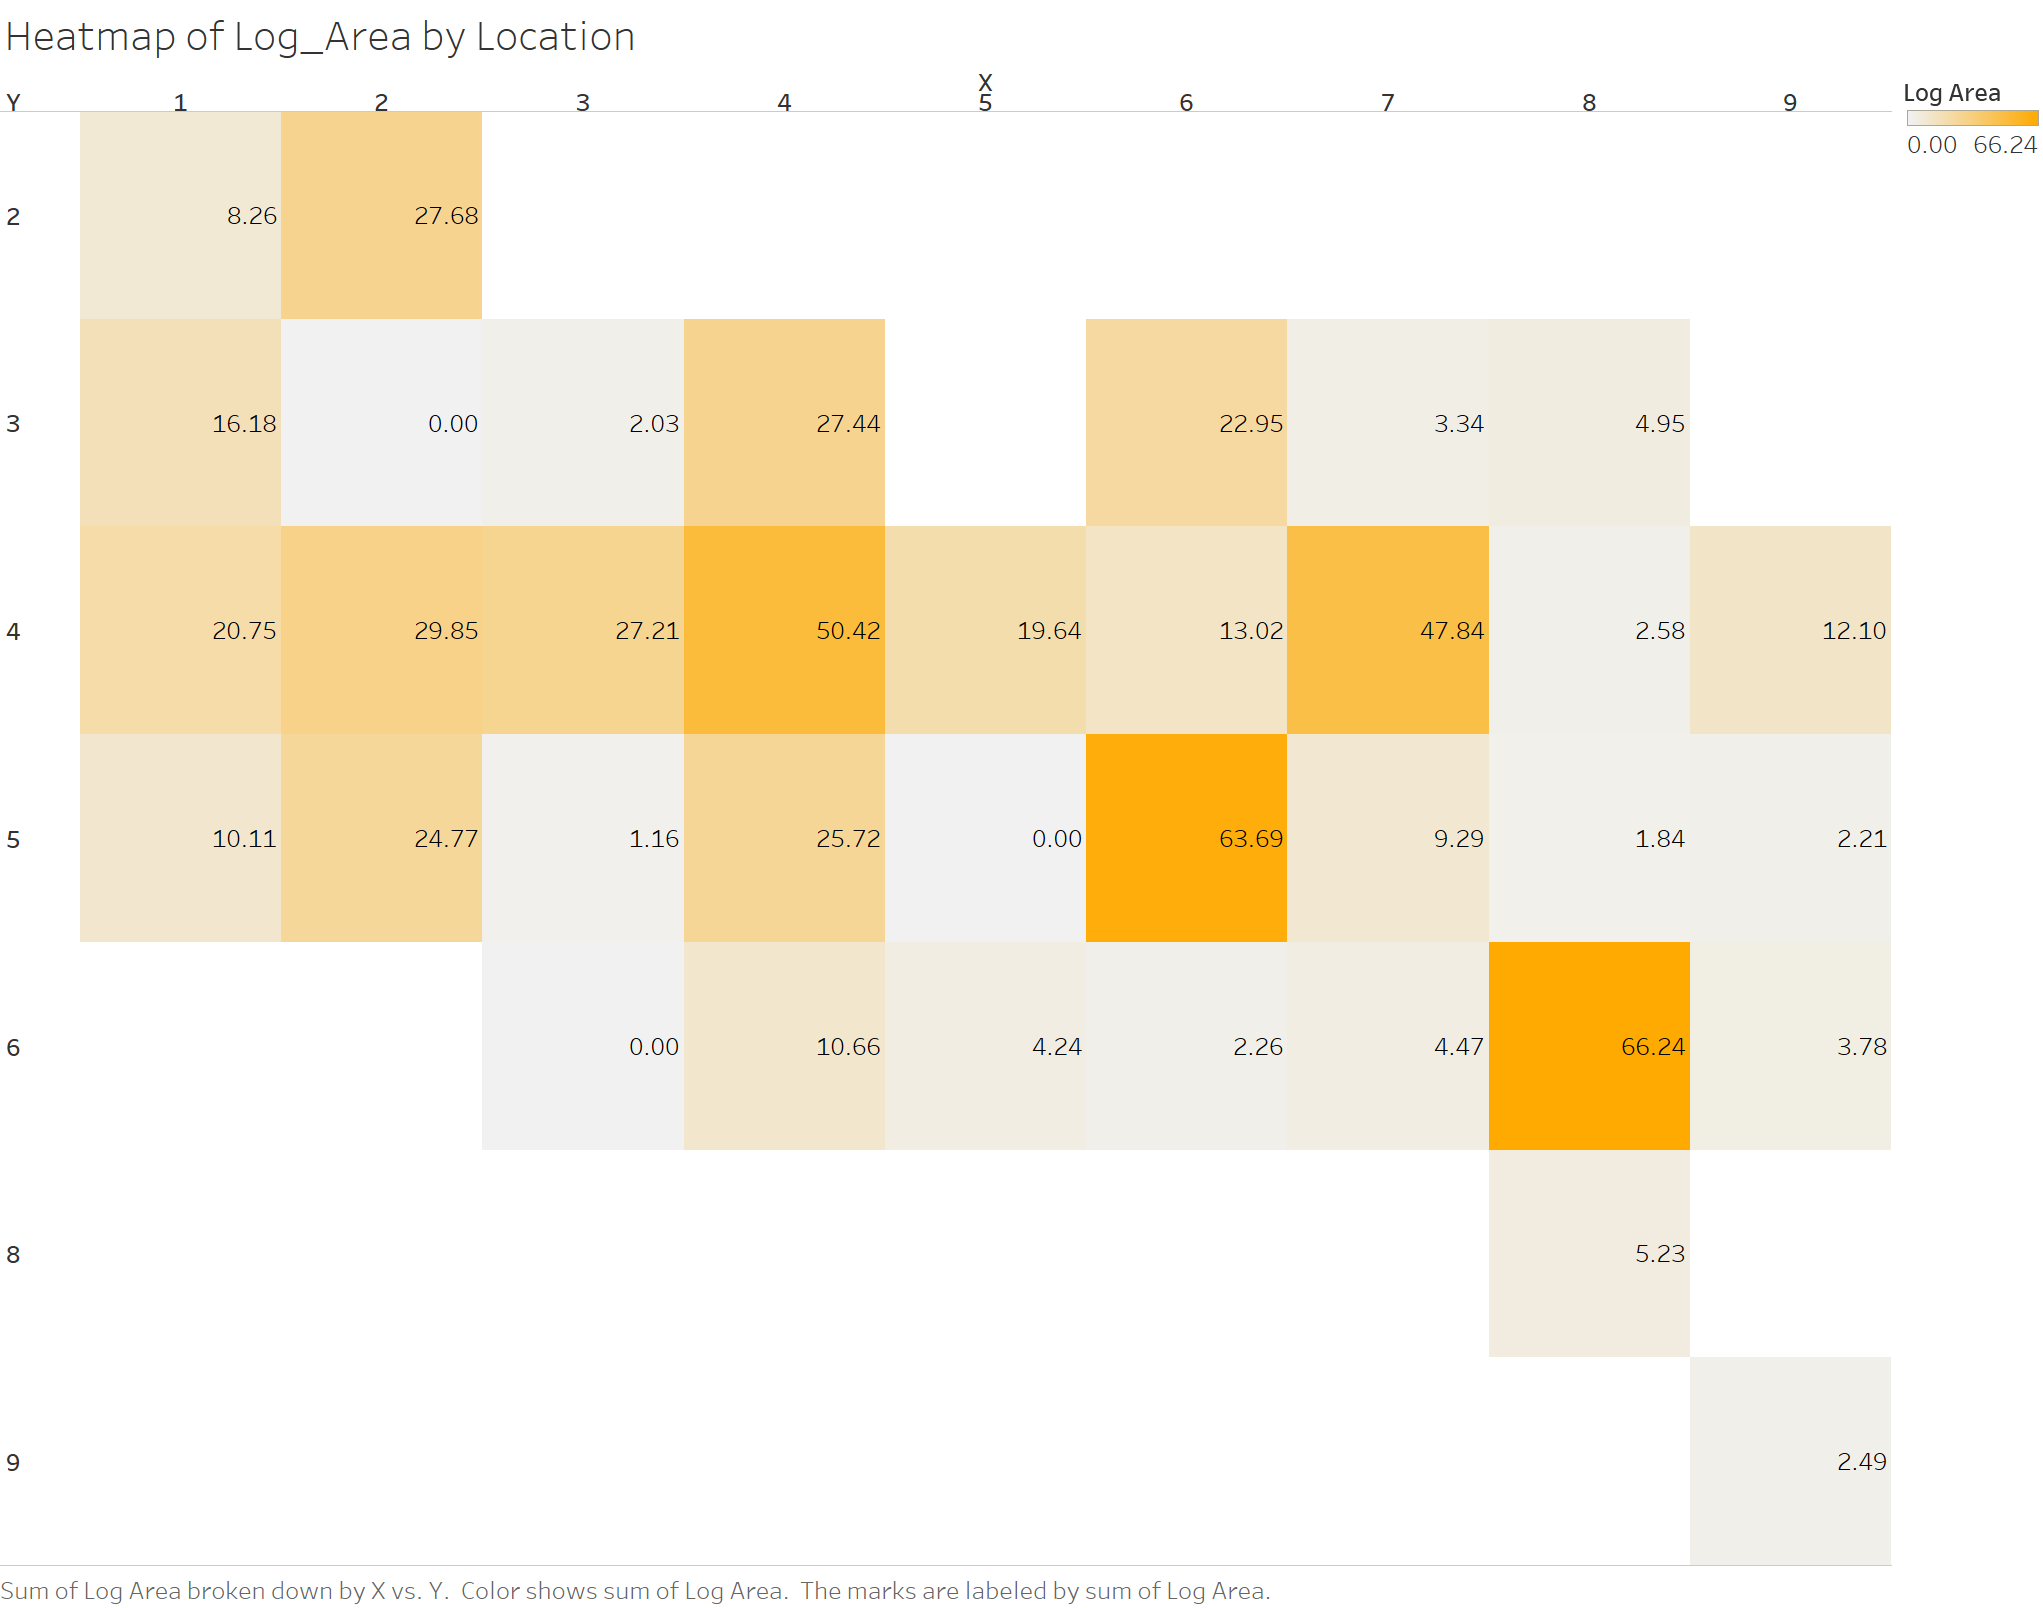 Heatmap of Log_Area by Location
X
Y 1 2 3 4 5 6 7 8 9
Log Area
0.00 66.24
2 8.26 27.68
3 16.18 0.00 2.03 27.44 22.95 3.34 4.95
4 20.75 29.85 27.21 50.42 19.64 13.02 47.84 2.58 12.10
5 10.11 24.77 1.16 25.72 0.00 63.69 9.29 1.84 2.21
6 0.00 10.66 4.24 2.26 4.47 66.24 3.78
8 5.23
9 2.49
Sum of Log Area broken down by X vs. Y.  Color shows sum of Log Area.  The marks are labeled by sum of Log Area.